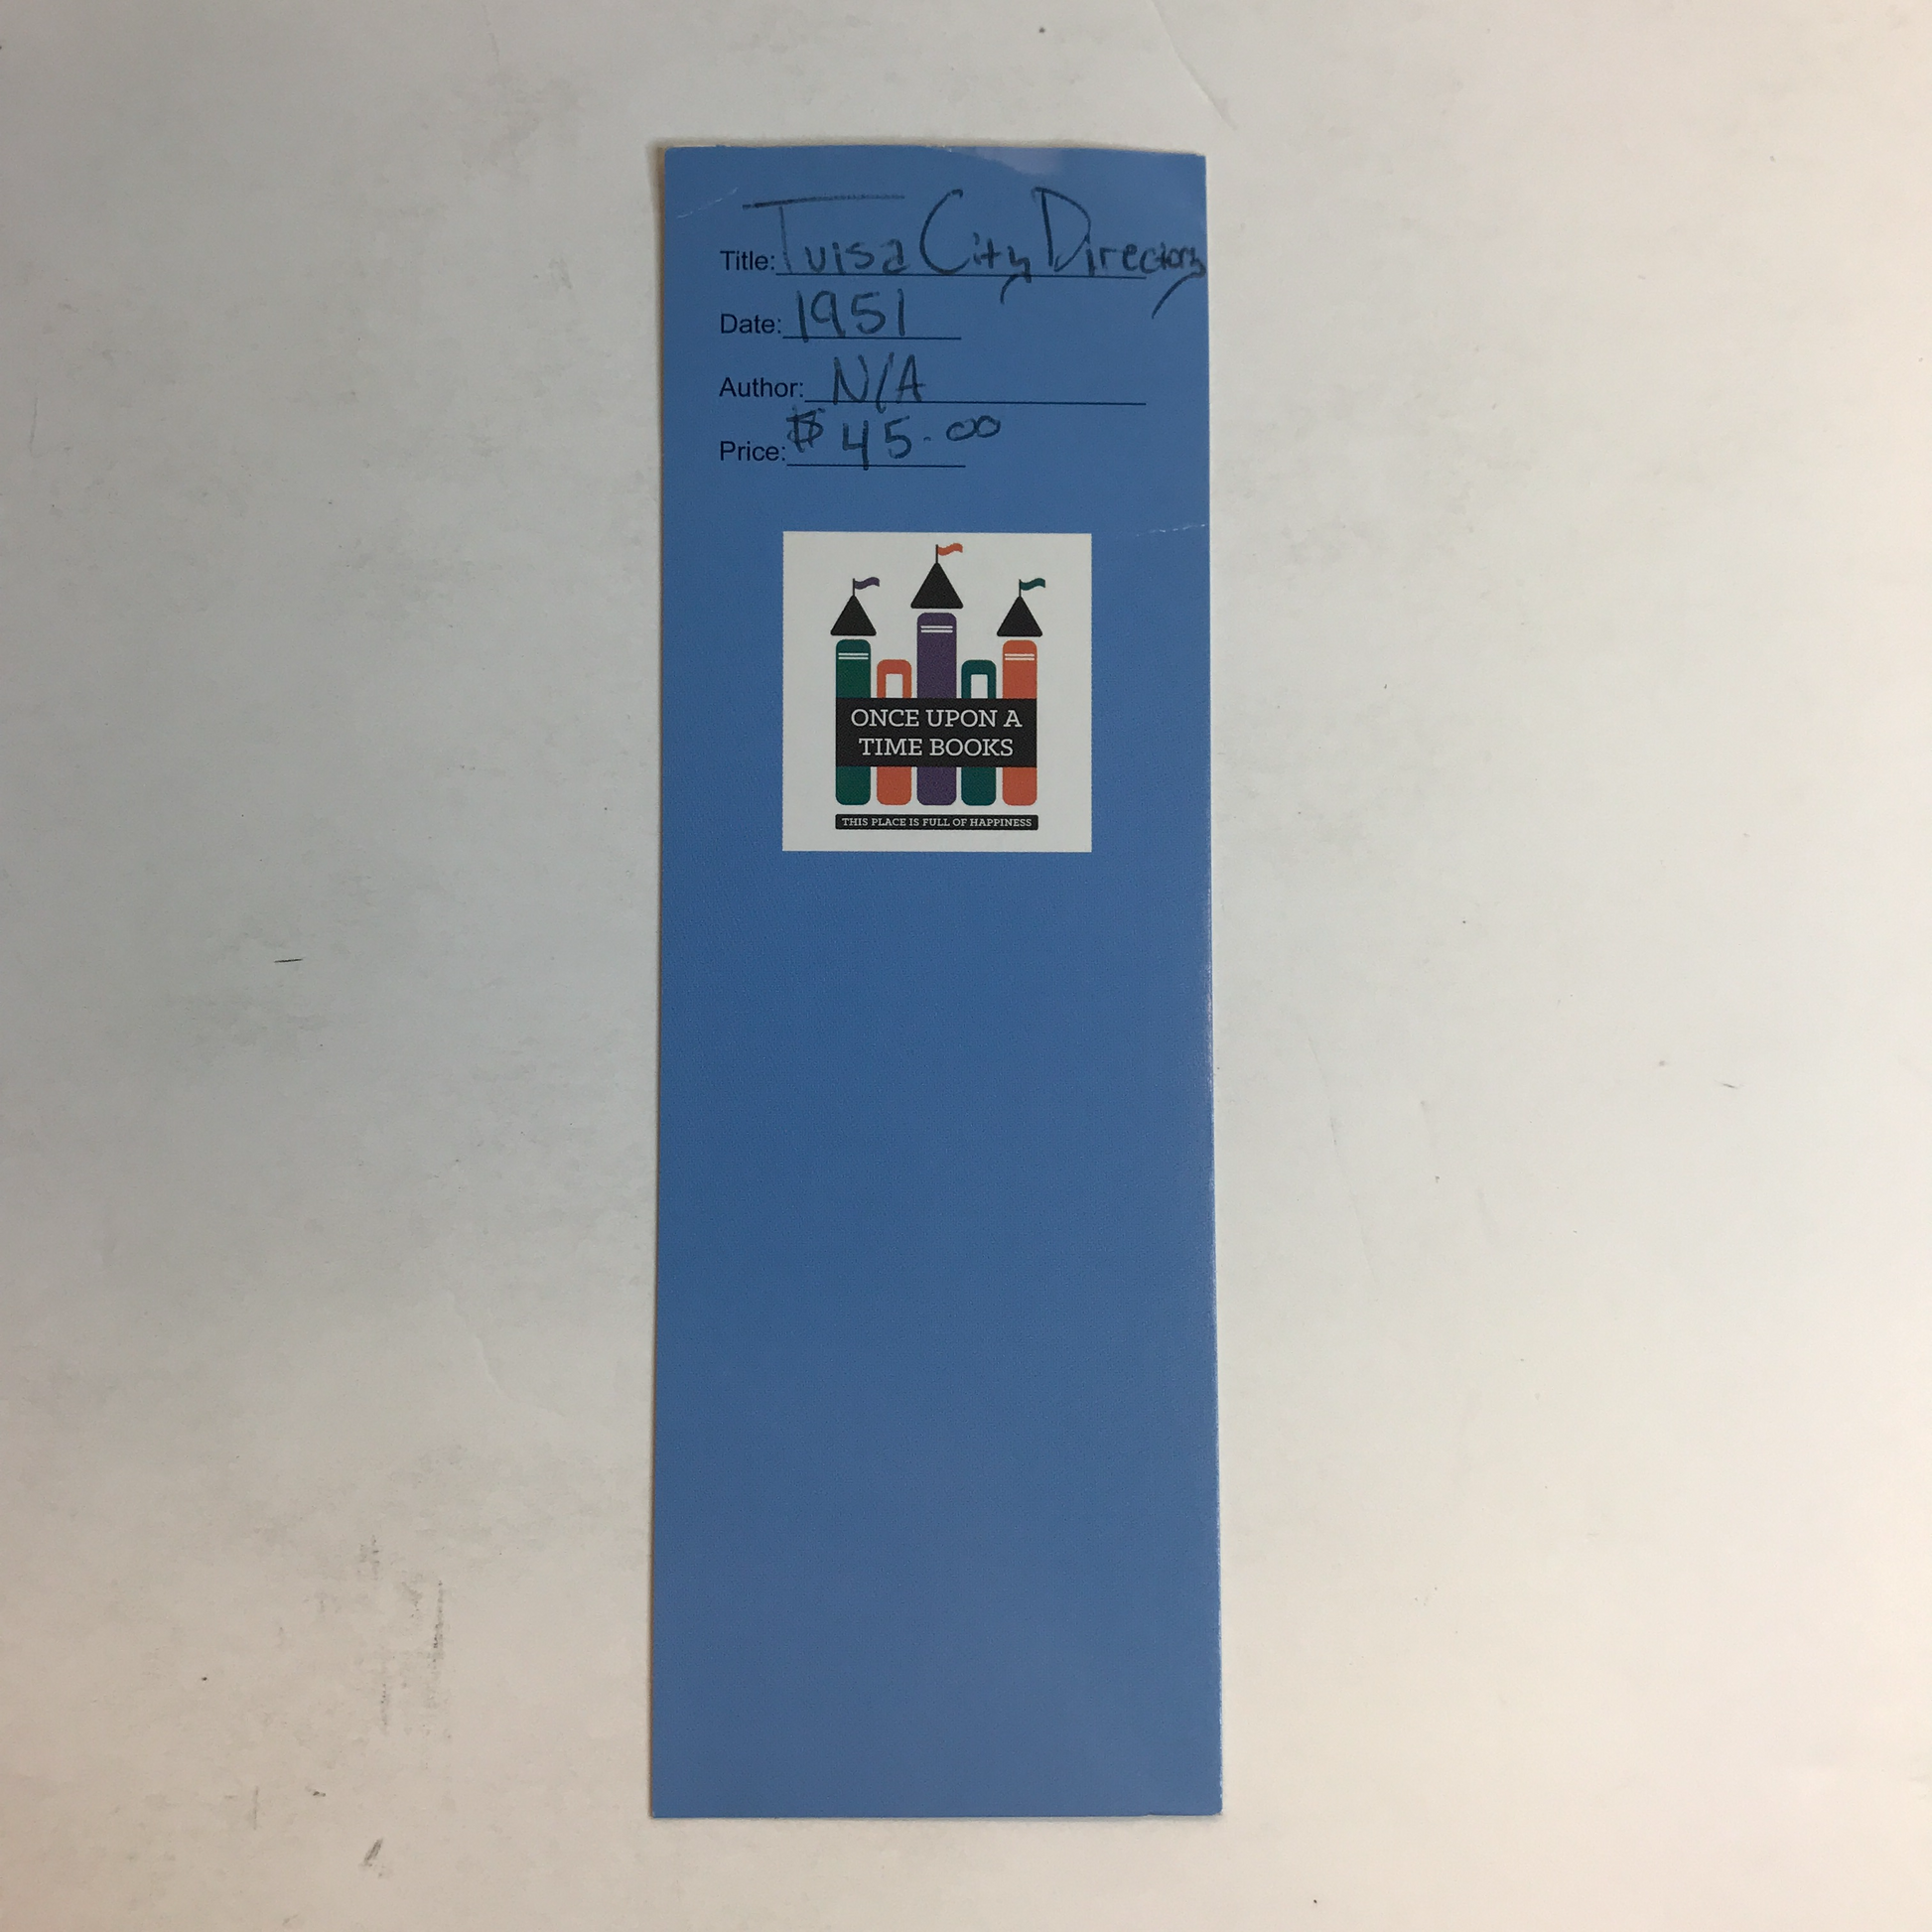 Title: Tulsa City Directory
Date: 1951
Author: N/A
Price: $45.00
ONCE UPON A
TIME BOOKS
THIS PLACE IS FULL OF HAPPINESS